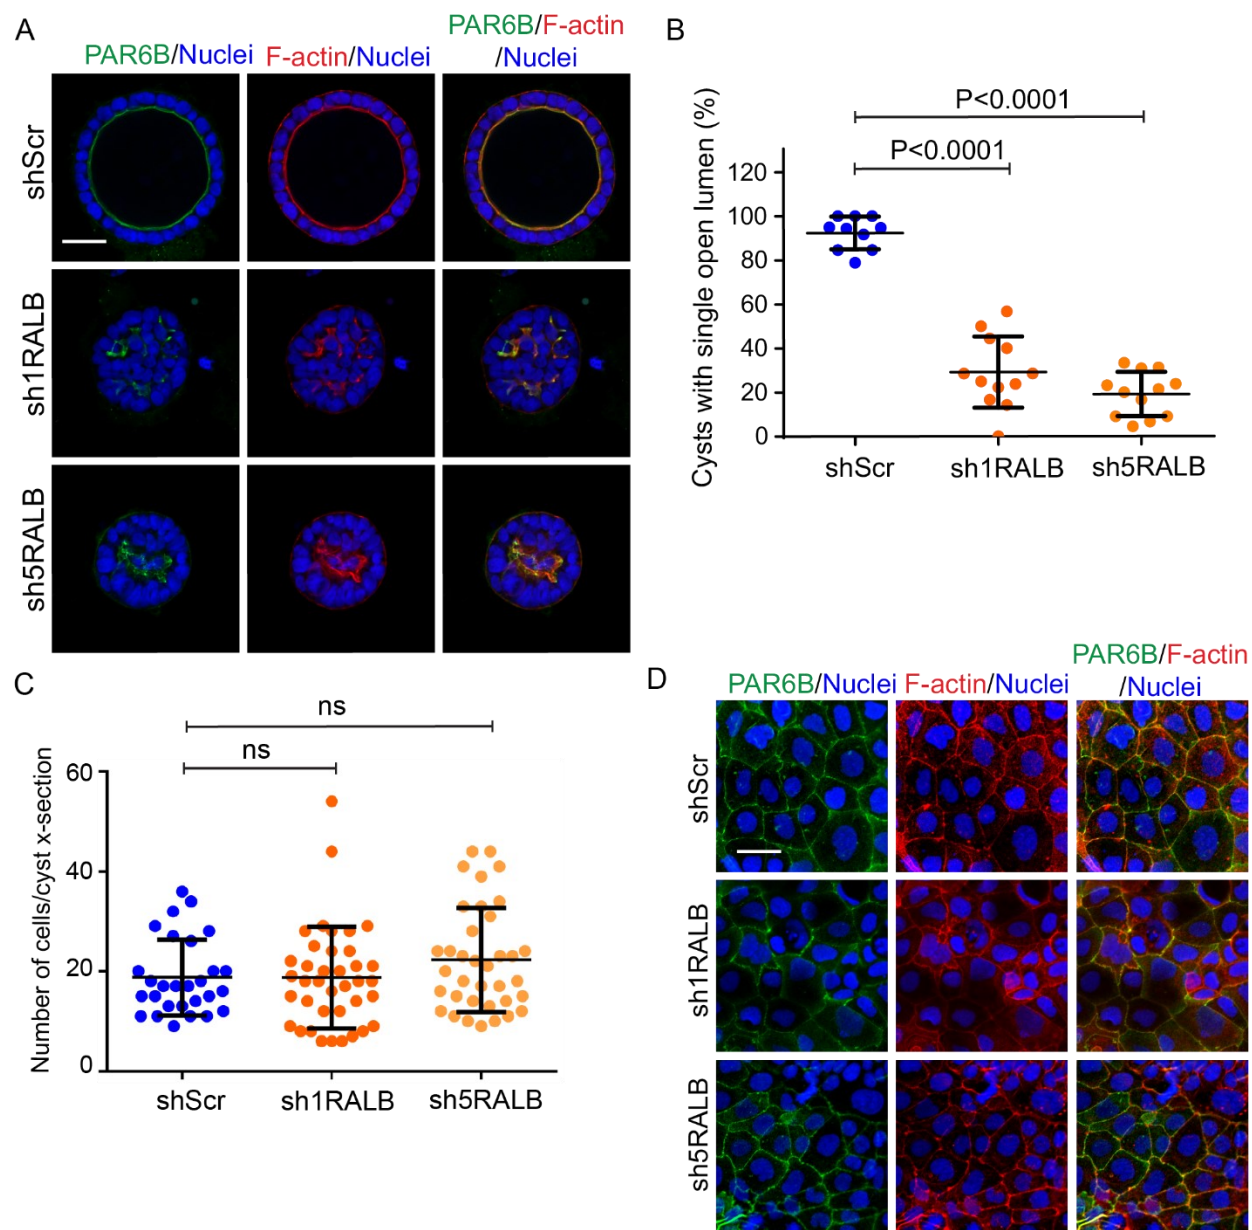 A
PAR6B/Nuclei
F-actin/Nuclei
PAR6B/F-actin
/Nuclei
shScr
sh1RALB
sh5RALB
B
Cysts with single open lumen (%)
P<0.0001
P<0.0001
120
100
80
60
40
20
0
shScr
sh1RALB
sh5RALB
C
Number of cells/cyst x-section
ns
ns
60
40
20
0
shScr
sh1RALB
sh5RALB
D
PAR6B/Nuclei
F-actin/Nuclei
PAR6B/F-actin
/Nuclei
shScr
sh1RALB
sh5RALB